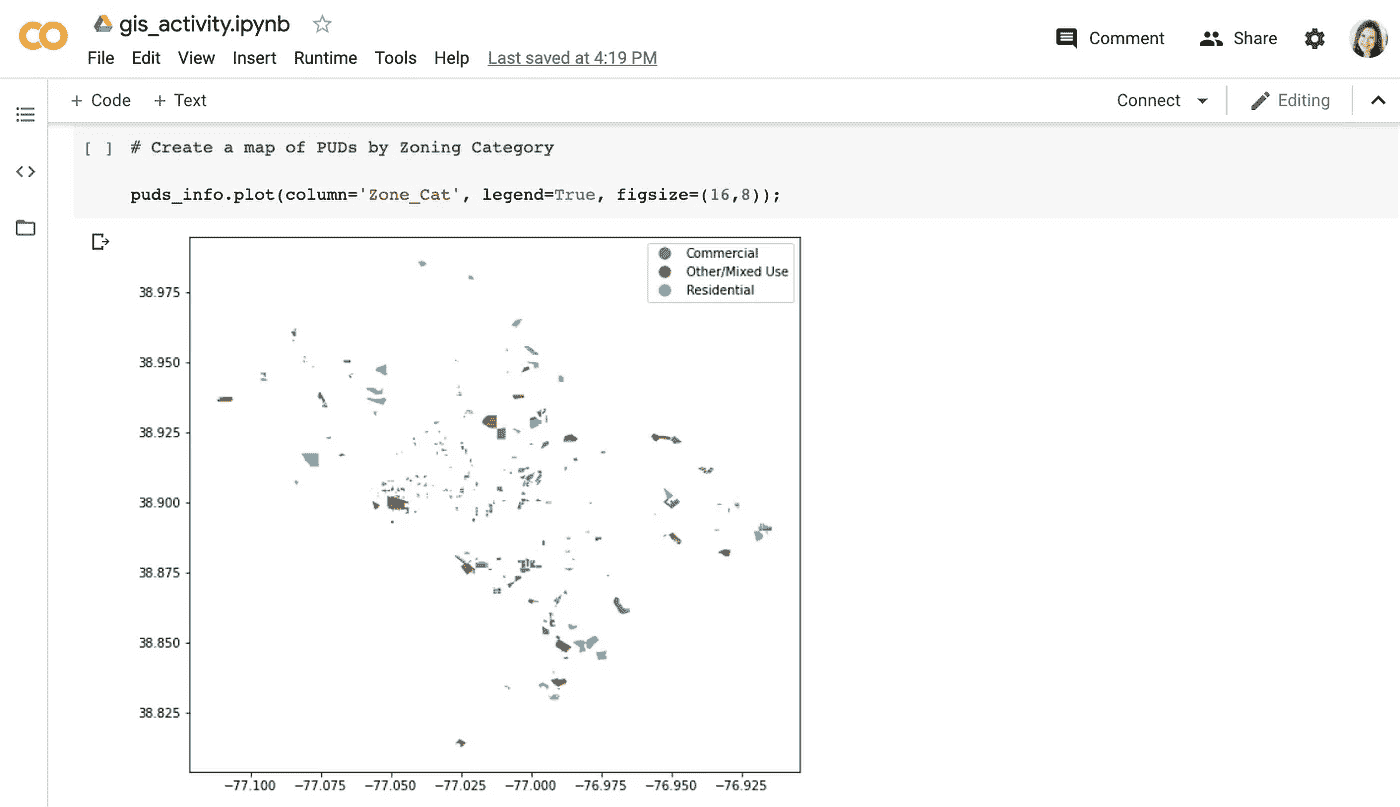 gis_activity.ipynb
Comment
Share
File Edit View Insert Runtime Tools Help Last saved at 4:19 PM
+ Code + Text
Connect
Editing
[ ] # Create a map of PUDs by Zoning Category
puds_info.plot(column='Zone_Cat', legend=True, figsize=(16,8));
Commercial
Other/Mixed Use
Residential
38.975
38.950
38.925
38.900
38.875
38.850
38.825
−77.100 −77.075 −77.050 −77.025 −77.000 −76.975 −76.950 −76.925